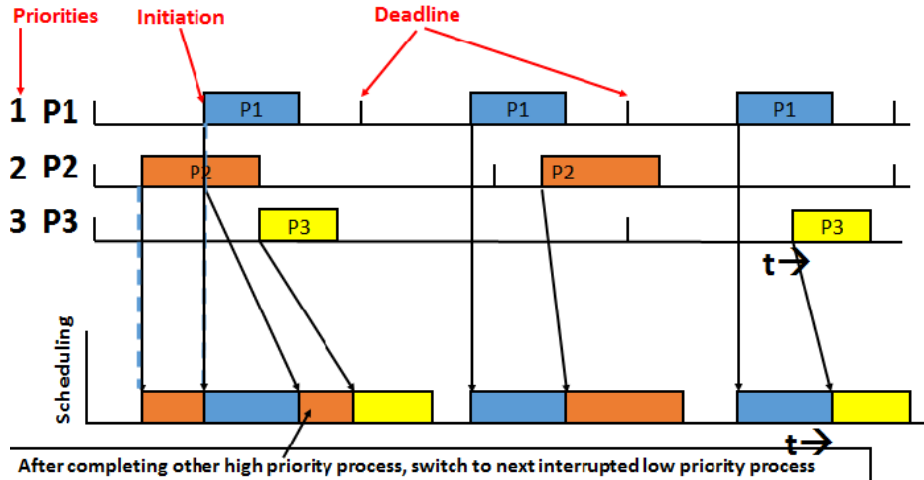 Priorities Initiation Deadline
1 P1 P1 P1 P1
2 P2 P2 P2
3 P3 P3 P3
t
Scheduling
t
After completing other high priority process, switch to next interrupted low priority process